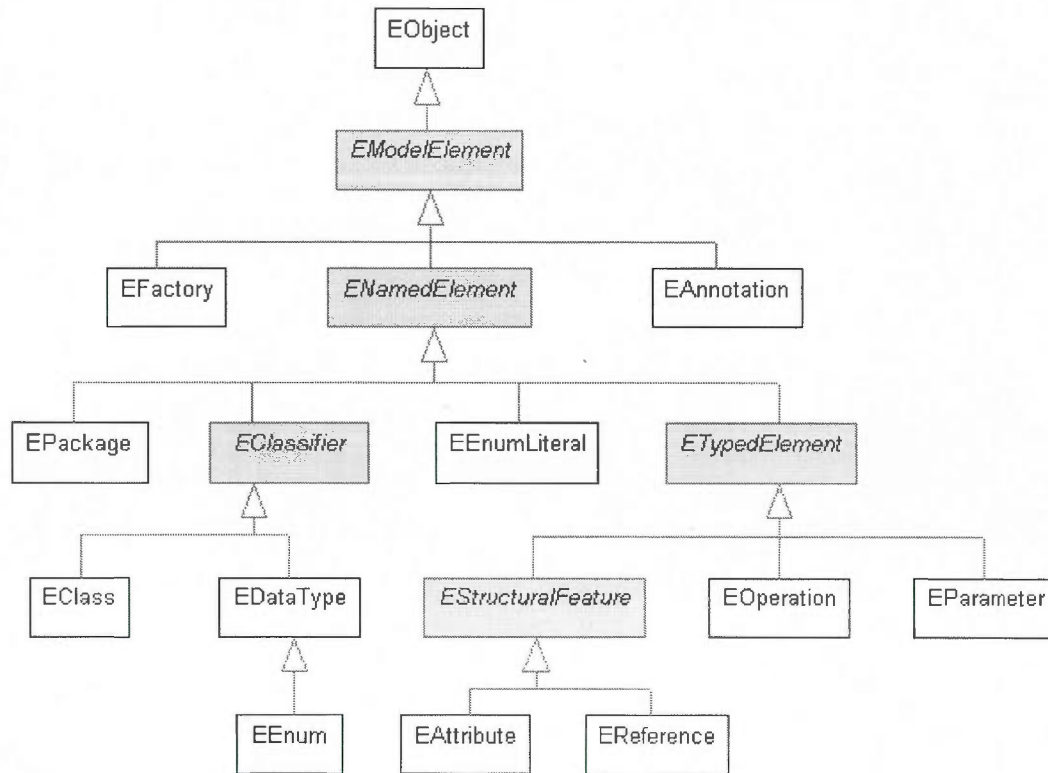 EObject
EModelElement
EFactory
ENamedElement
EAnnotation
EPackage
EClassifier
EEnumLiteral
ETypedElement
EClass
EDataType
EStructuralFeature
EOperation
EParameter
EEnum
EAttribute
EReference